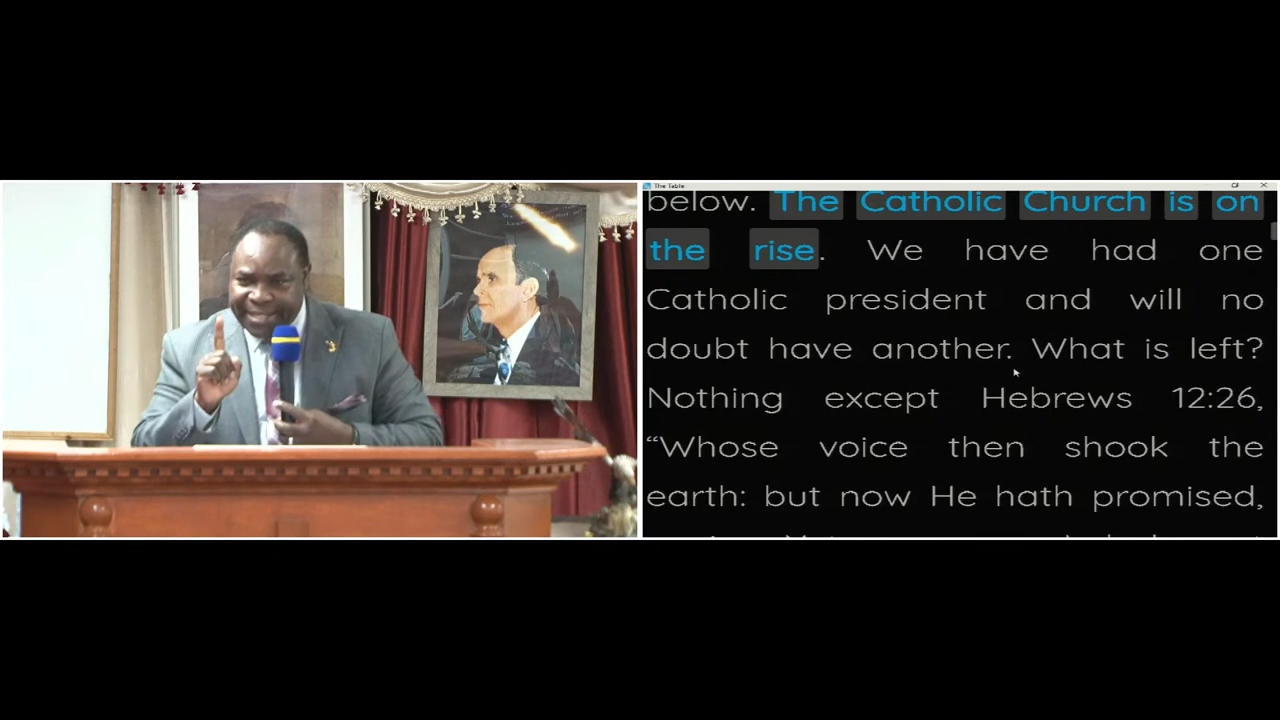 The Table
below. The Catholic Church is on
the rise. We have had one
Catholic president and will no
doubt have another. What is left?
Nothing except Hebrews 12:26,
“Whose voice then shook the
earth: but now He hath promised,